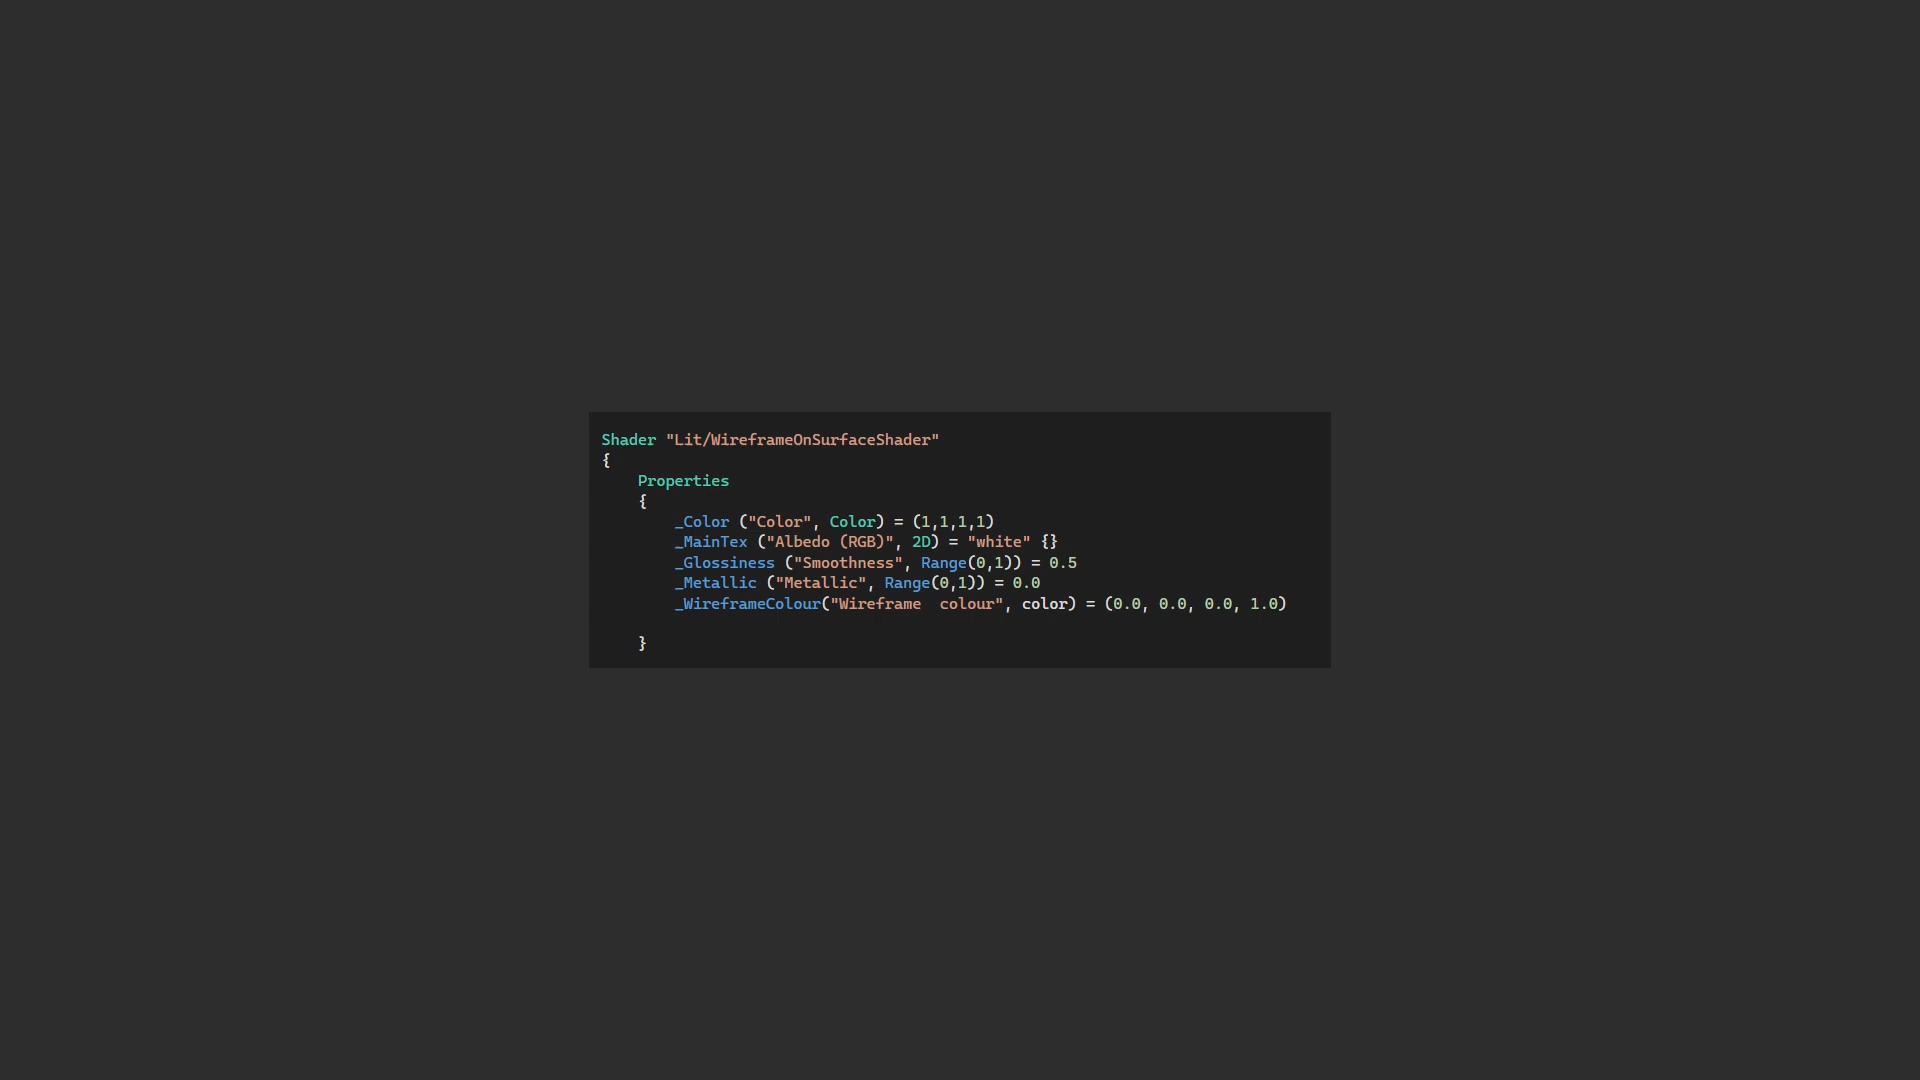 Shader "Lit/WireframeOnSurfaceShader"
{
    Properties
    {
        _Color ("Color", Color) = (1,1,1,1)
        _MainTex ("Albedo (RGB)", 2D) = "white" {}
        _Glossiness ("Smoothness", Range(0,1)) = 0.5
        _Metallic ("Metallic", Range(0,1)) = 0.0
        _WireframeColour("Wireframe  colour", color) = (0.0, 0.0, 0.0, 1.0)
    }